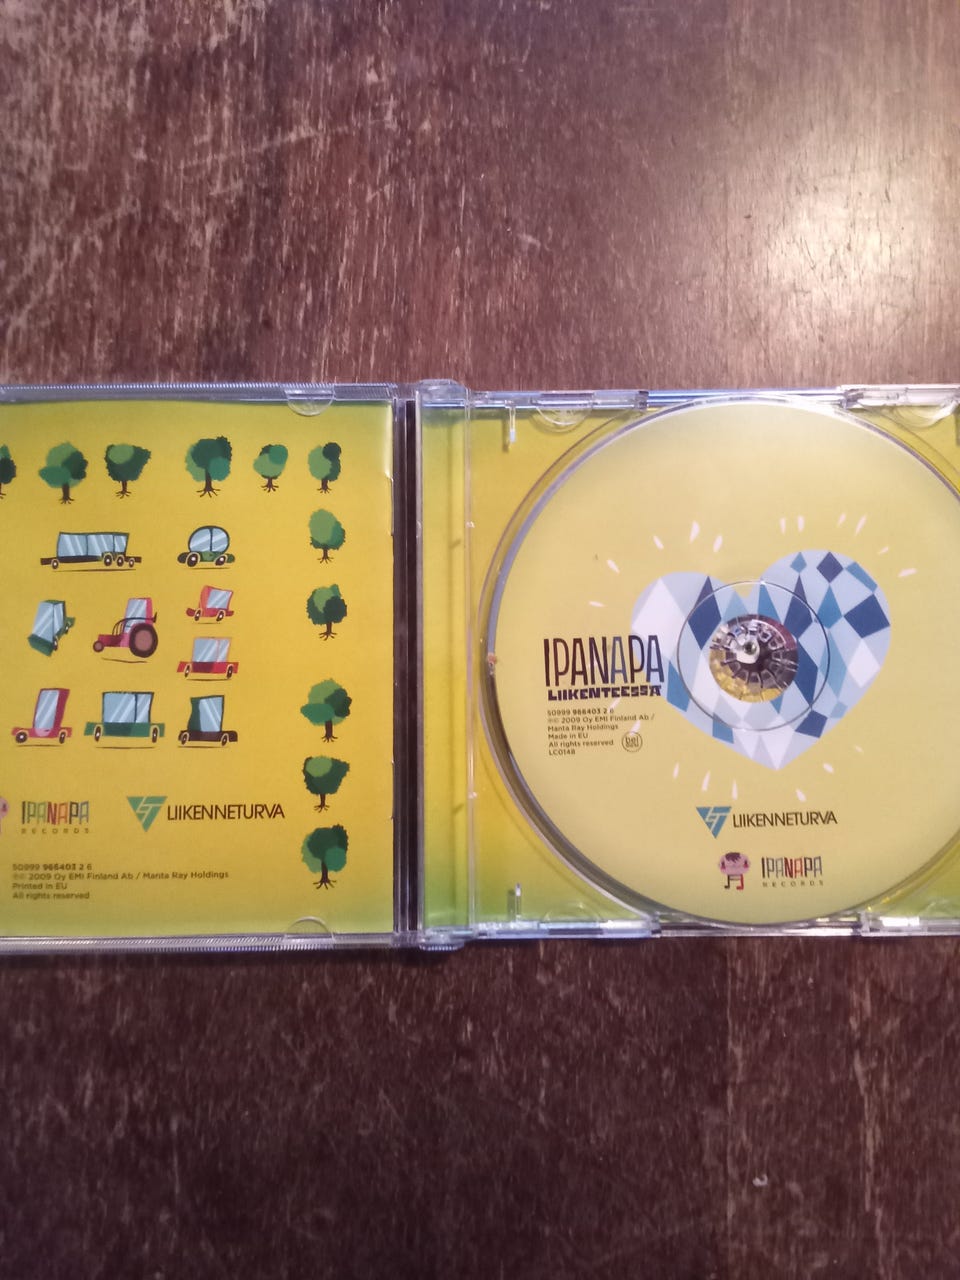 IPANAPA
RECORDS
LIIKENNETURVA
50999 966403 2 6
℗© 2009 Oy EMI Finland Ab / Manta Ray Holdings
Printed in EU
All rights reserved
IPANAPA
LIIKENTEESSÄ
50999 966403 2 6
℗© 2009 Oy EMI Finland Ab /
Manta Ray Holdings
Made in EU
All rights reserved
LC0148
LIIKENNETURVA
IPANAPA
RECORDS